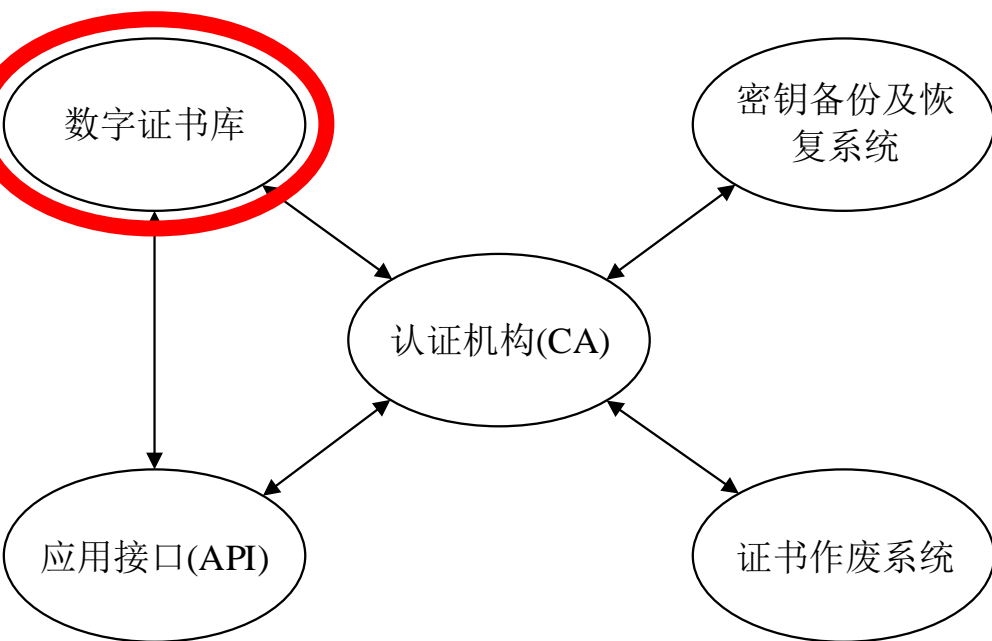 数字证书库
密钥备份及恢
复系统
认证机构(CA)
应用接口(API)
证书作废系统